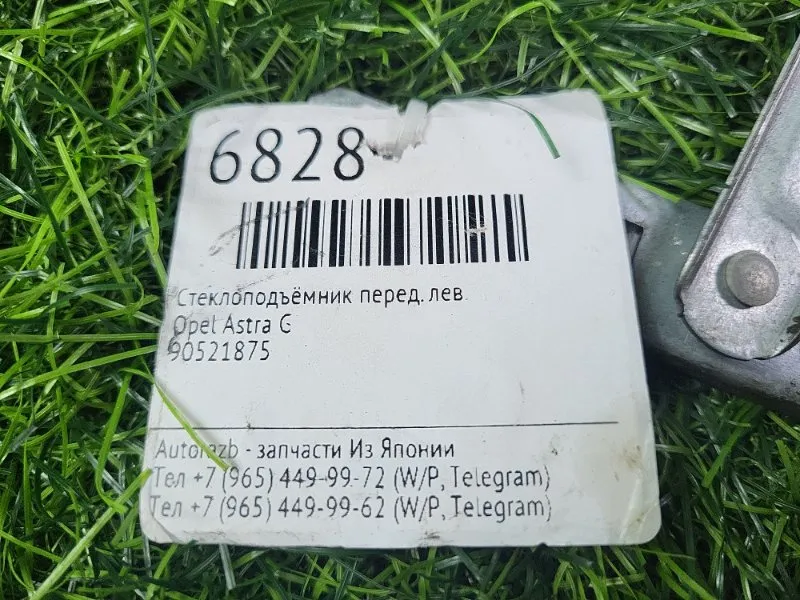 6828
Стеклоподъёмник перед. лев.
Opel Astra G
90521875
Autorazb - запчасти Из Японии
Тел +7 (965) 449-99-72 (W/P, Telegram)
Тел +7 (965) 449-99-62 (W/P, Telegram)